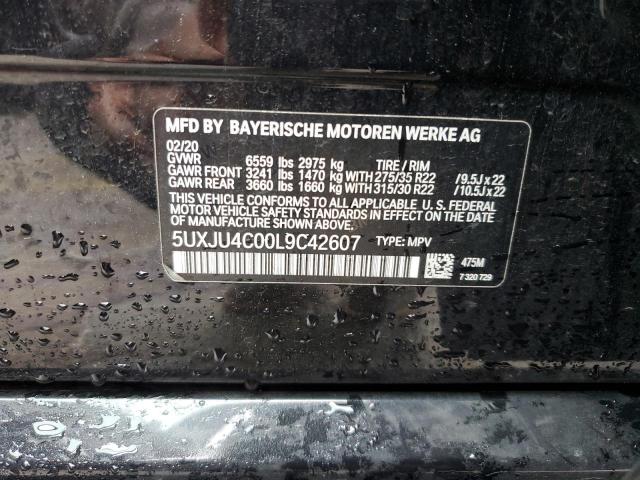 MFD BY BAYERISCHE MOTOREN WERKE AG
02/20
GVWR 6559 lbs 2975 kg TIRE / RIM
GAWR FRONT 3241 lbs 1470 kg WITH 275/35 R22 /9.5J x 22
GAWR REAR 3660 lbs 1660 kg WITH 315/30 R22 /10.5J x 22
THIS VEHICLE CONFORMS TO ALL APPLICABLE U.S. FEDERAL
MOTOR VEHICLE SAFETY STANDARDS IN EFFECT ON THE DATE
OF MANUFACTURE SHOWN ABOVE.
5UXJU4C00L9C42607 TYPE: MPV
475M
7 320 729